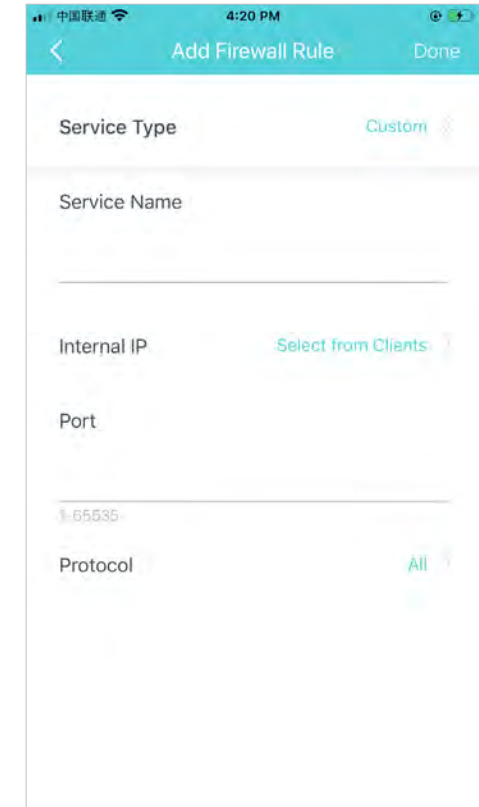 中国联通 4:20 PM
Add Firewall Rule Done
Service Type Custom
Service Name
Internal IP Select from Clients
Port
1-65535
Protocol All